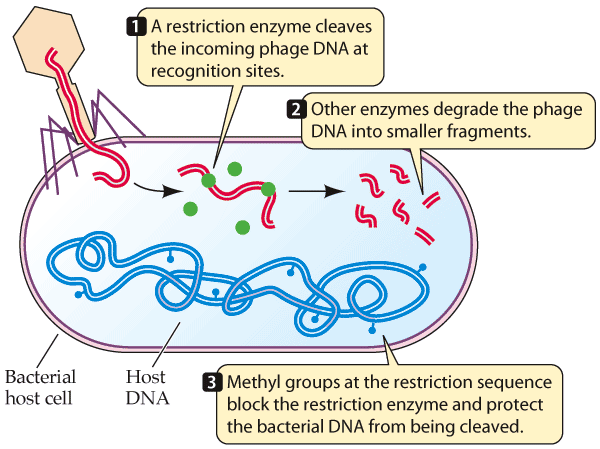 1 A restriction enzyme cleaves
the incoming phage DNA at
recognition sites.
2 Other enzymes degrade the phage
DNA into smaller fragments.
Bacterial
host cell
Host
DNA
3 Methyl groups at the restriction sequence
block the restriction enzyme and protect
the bacterial DNA from being cleaved.